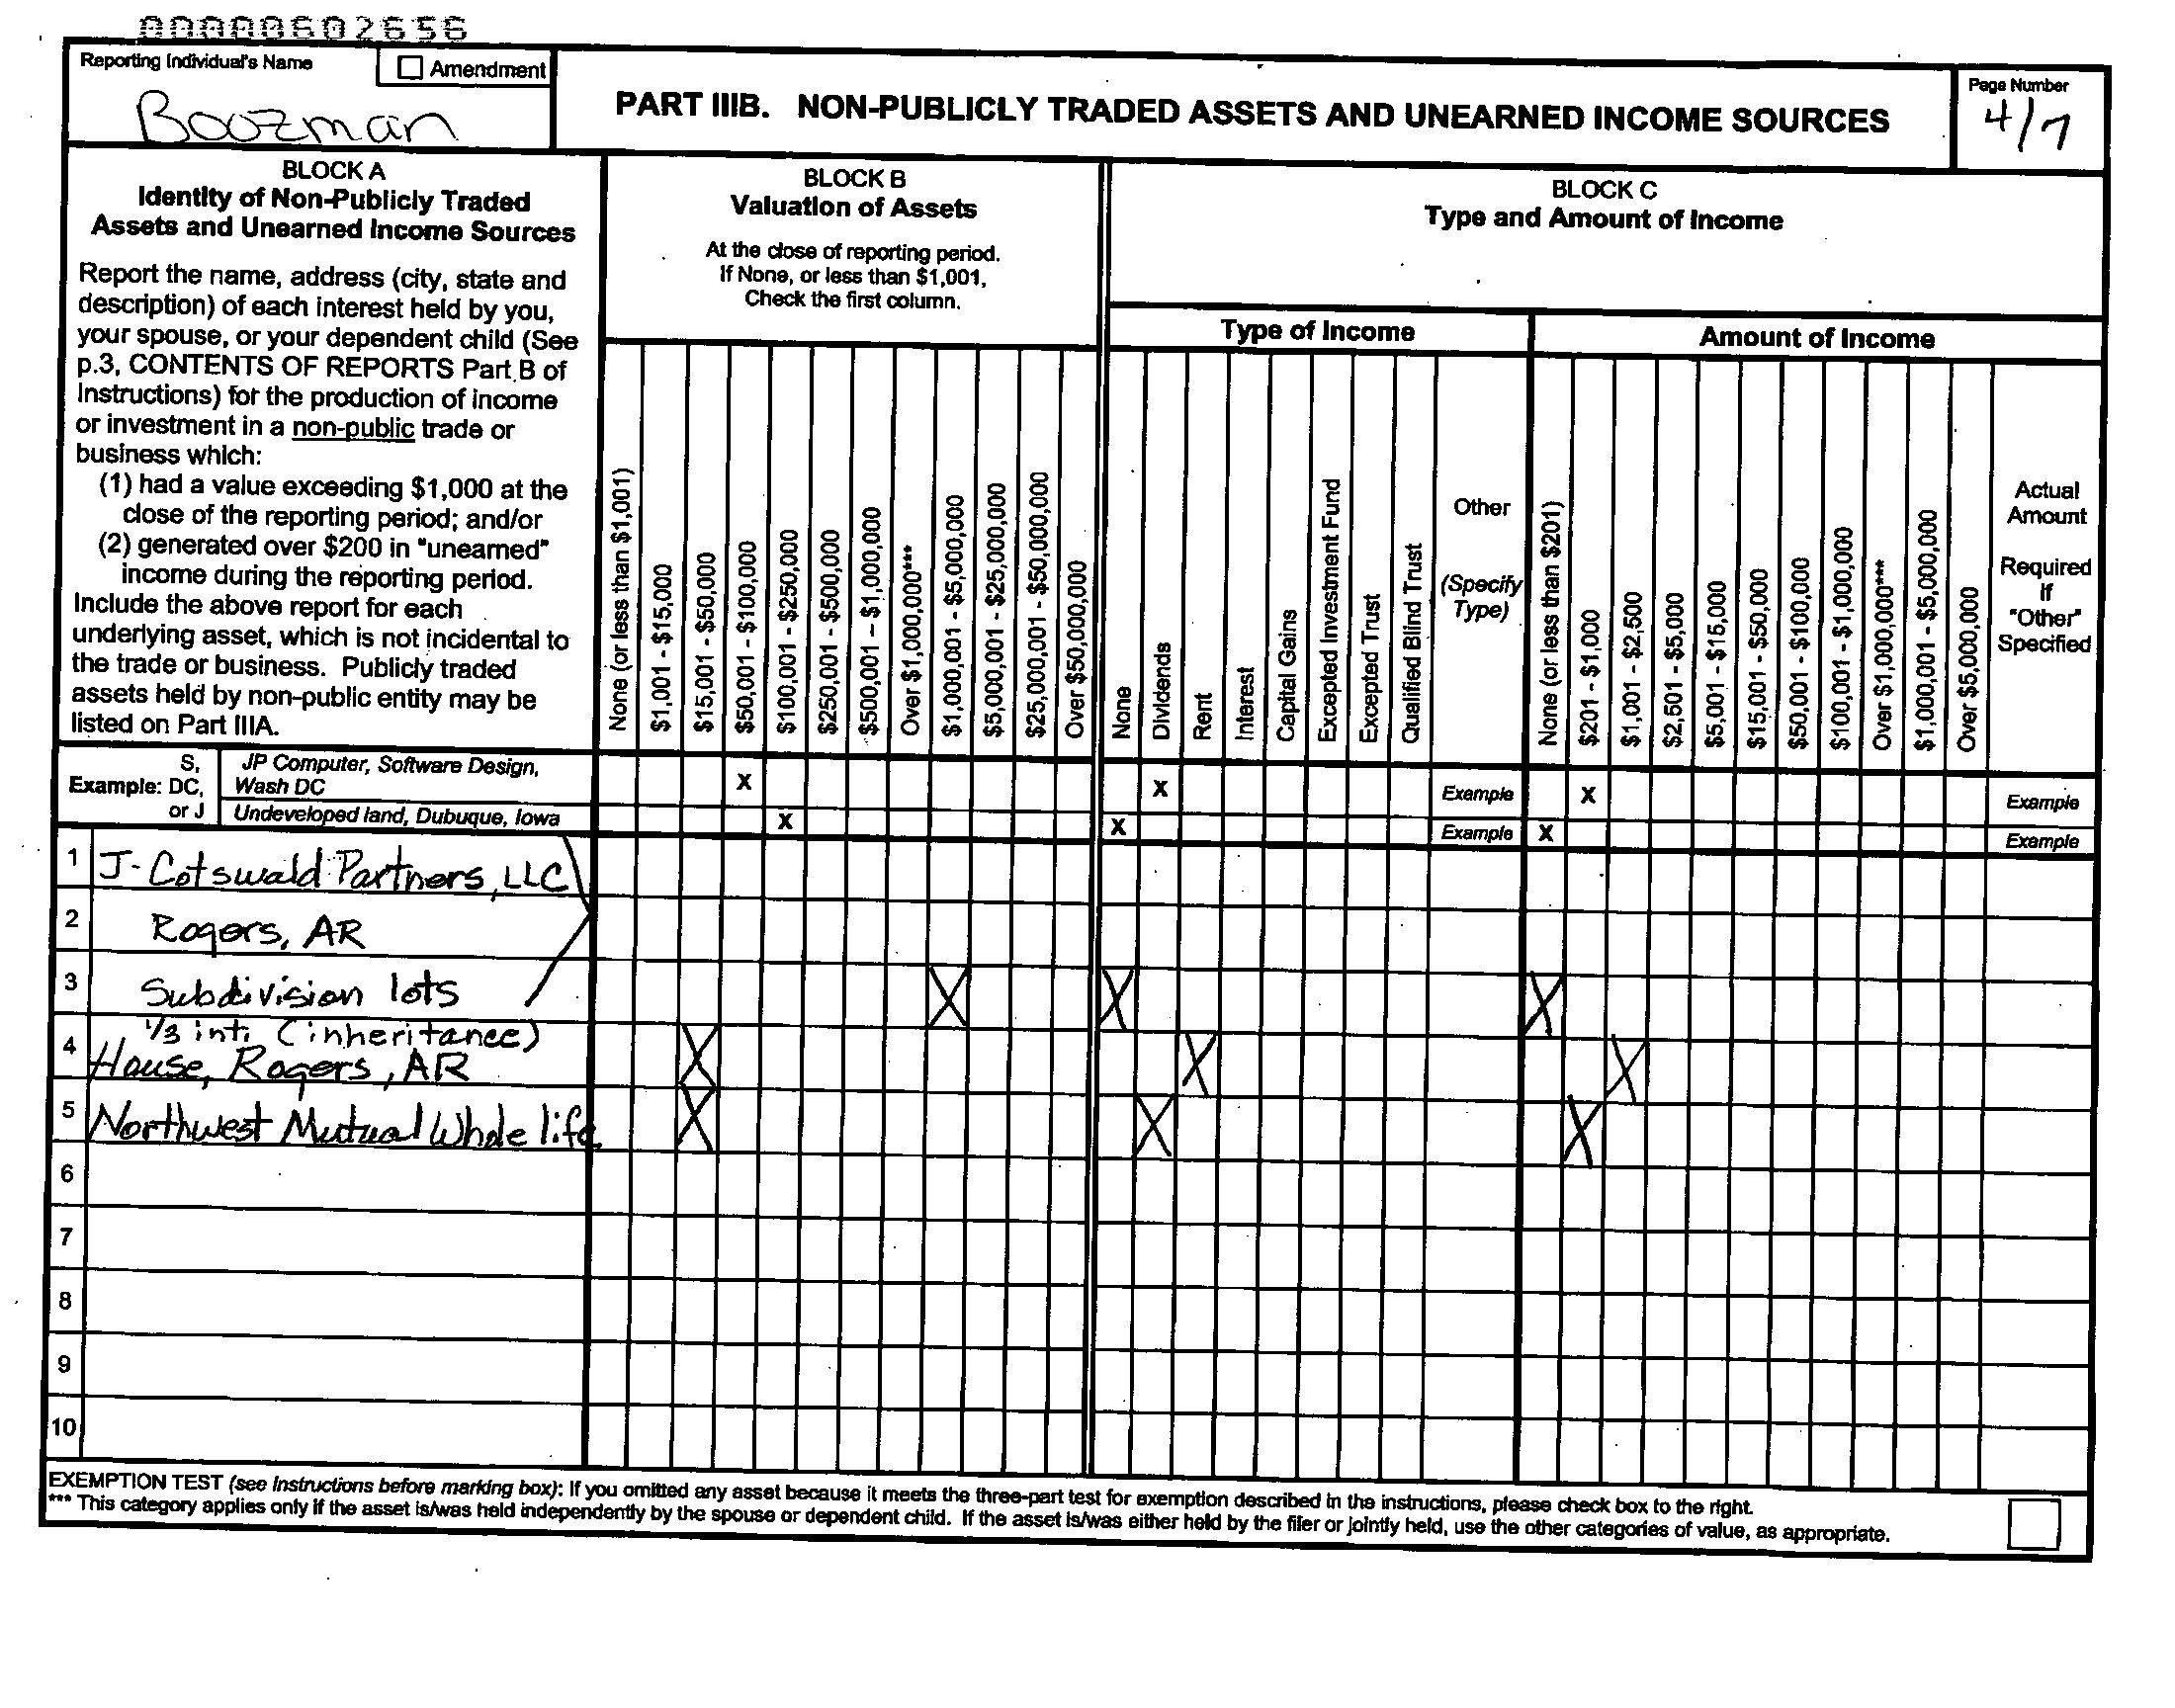 00000602656
Reporting Individual's Name
☐ Amendment
Boozman
PART IIIB. NON-PUBLICLY TRADED ASSETS AND UNEARNED INCOME SOURCES
Page Number
4/7
BLOCK A
Identity of Non-Publicly Traded
Assets and Unearned Income Sources
Report the name, address (city, state and
description) of each interest held by you,
your spouse, or your dependent child (See
p.3, CONTENTS OF REPORTS Part B of
Instructions) for the production of income
or investment in a non-public trade or
business which:
(1) had a value exceeding $1,000 at the
close of the reporting period; and/or
(2) generated over $200 in "unearned"
income during the reporting period.
Include the above report for each
underlying asset, which is not incidental to
the trade or business. Publicly traded
assets held by non-public entity may be
listed on Part IIIA.
BLOCK B
Valuation of Assets
At the close of reporting period.
If None, or less than $1,001,
Check the first column.
None (or less than $1,001)
$1,001 - $15,000
$15,001 - $50,000
$50,001 - $100,000
$100,001 - $250,000
$250,001 - $500,000
$500,001 – $1,000,000
Over $1,000,000***
$1,000,001 - $5,000,000
$5,000,001 - $25,000,000
$25,000,001 - $50,000,000
Over $50,000,000
BLOCK C
Type and Amount of Income
Type of Income
None
Dividends
Rent
Interest
Capital Gains
Excepted Investment Fund
Excepted Trust
Qualified Blind Trust
Other
(Specify
Type)
Amount of Income
None (or less than $201)
$201 - $1,000
$1,001 - $2,500
$2,501 - $5,000
$5,001 - $15,000
$15,001 - $50,000
$50,001 - $100,000
$100,001 - $1,000,000
Over $1,000,000***
$1,000,001 - $5,000,000
Over $5,000,000
Actual
Amount
Required
If
"Other"
Specified
S,
Example: DC,
or J
JP Computer, Software Design,
Wash DC X X Example X Example
Undeveloped land, Dubuque, Iowa X X Example X Example
1 J- Cotswald Partners, LLC
2 Rogers, AR
3 Subdivision lots X X X
1/3 int. (inheritance)
4 House, Rogers, AR X X X
5 Northwest Mutual Whole life X X X
6
7
8
9
10
EXEMPTION TEST (see Instructions before marking box): If you omitted any asset because it meets the three-part test for exemption described in the instructions, please check box to the right.
*** This category applies only if the asset is/was held independently by the spouse or dependent child. If the asset is/was either held by the filer or jointly held, use the other categories of value, as appropriate.